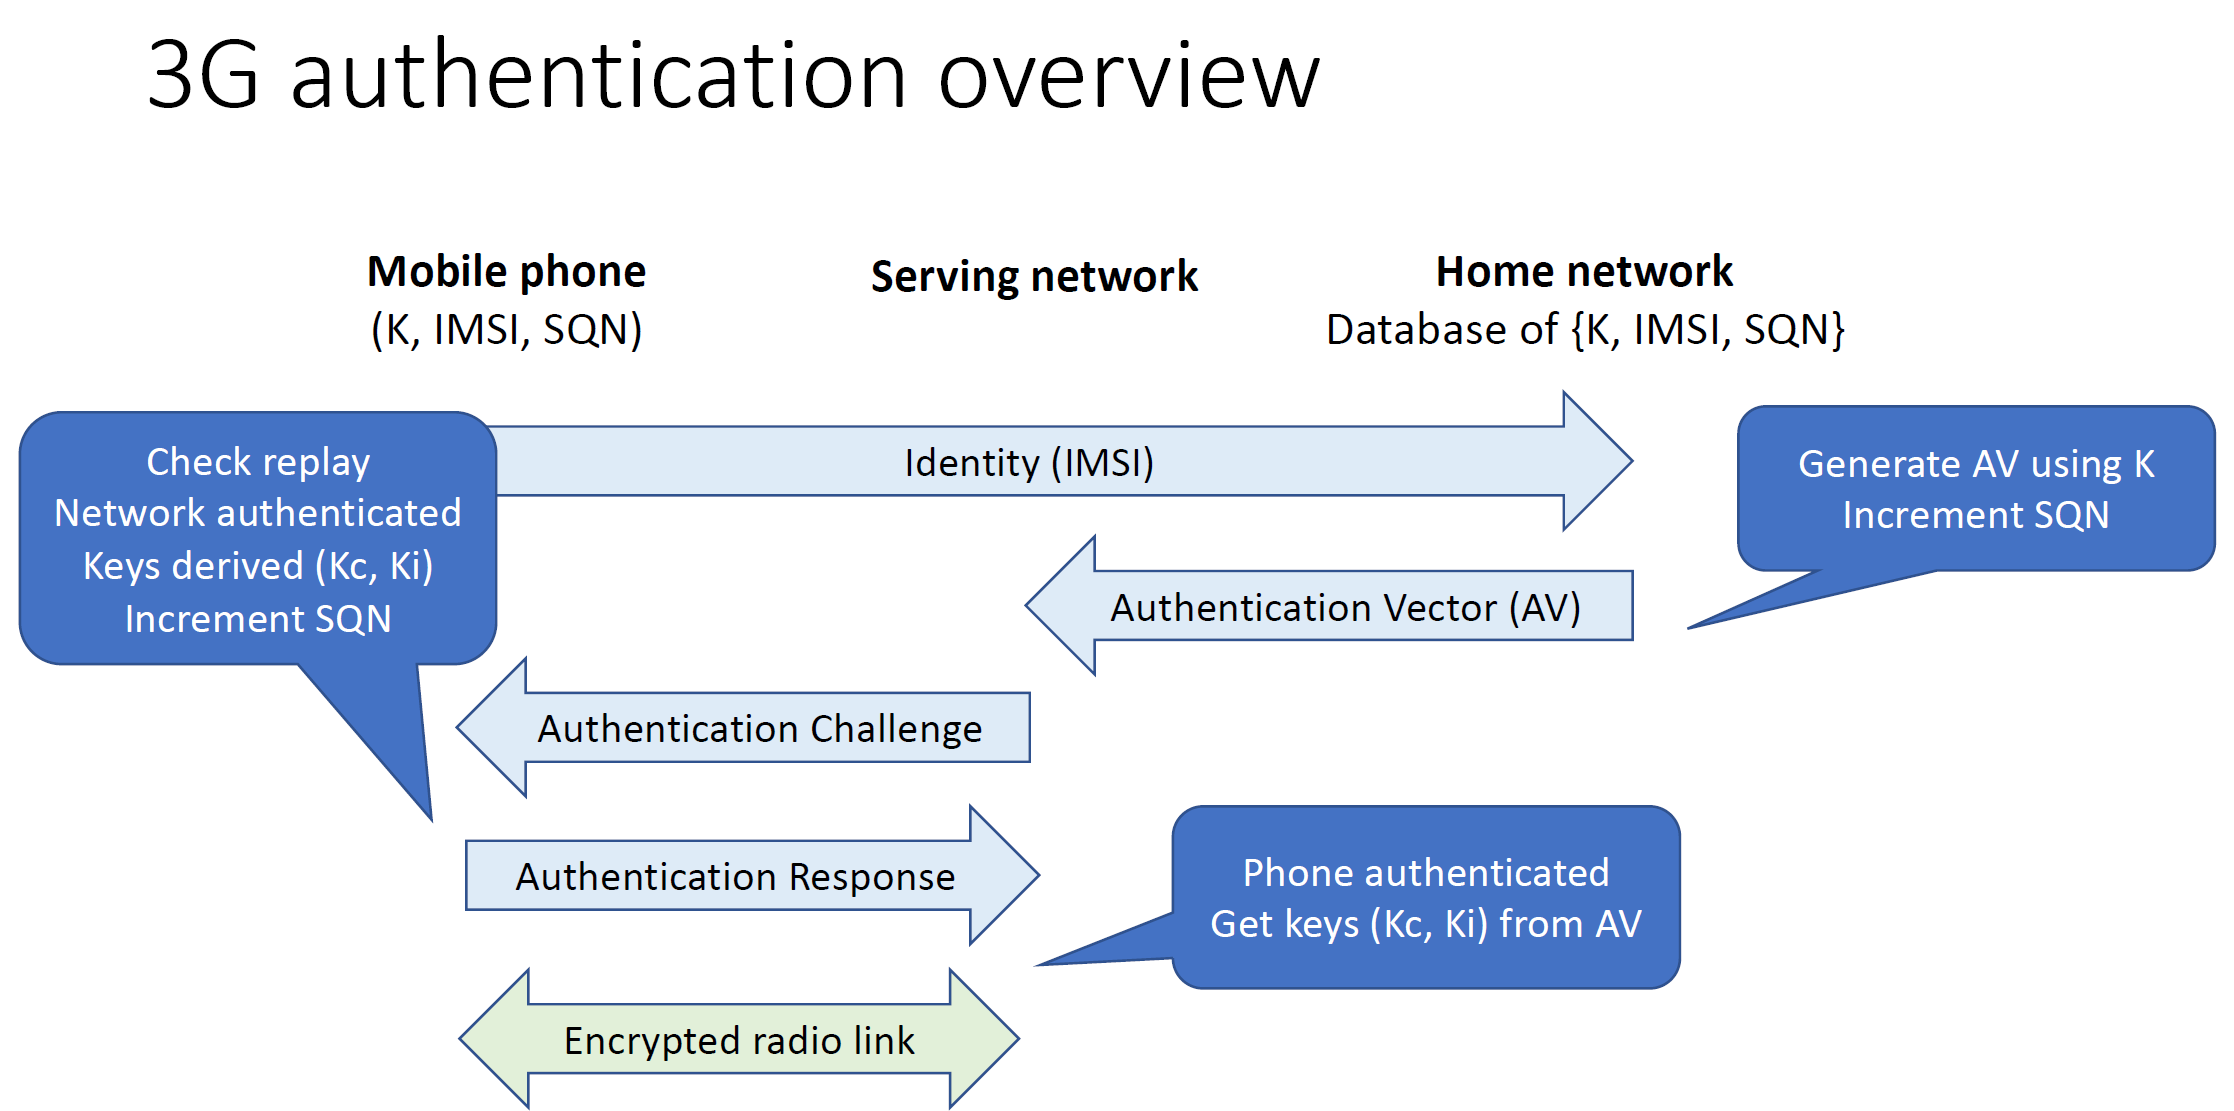 3G authentication overview
Mobile phone
(K, IMSI, SQN)
Serving network
Home network
Database of {K, IMSI, SQN}
Check replay
Network authenticated
Keys derived (Kc, Ki)
Increment SQN
Identity (IMSI)
Generate AV using K
Increment SQN
Authentication Vector (AV)
Authentication Challenge
Authentication Response
Phone authenticated
Get keys (Kc, Ki) from AV
Encrypted radio link